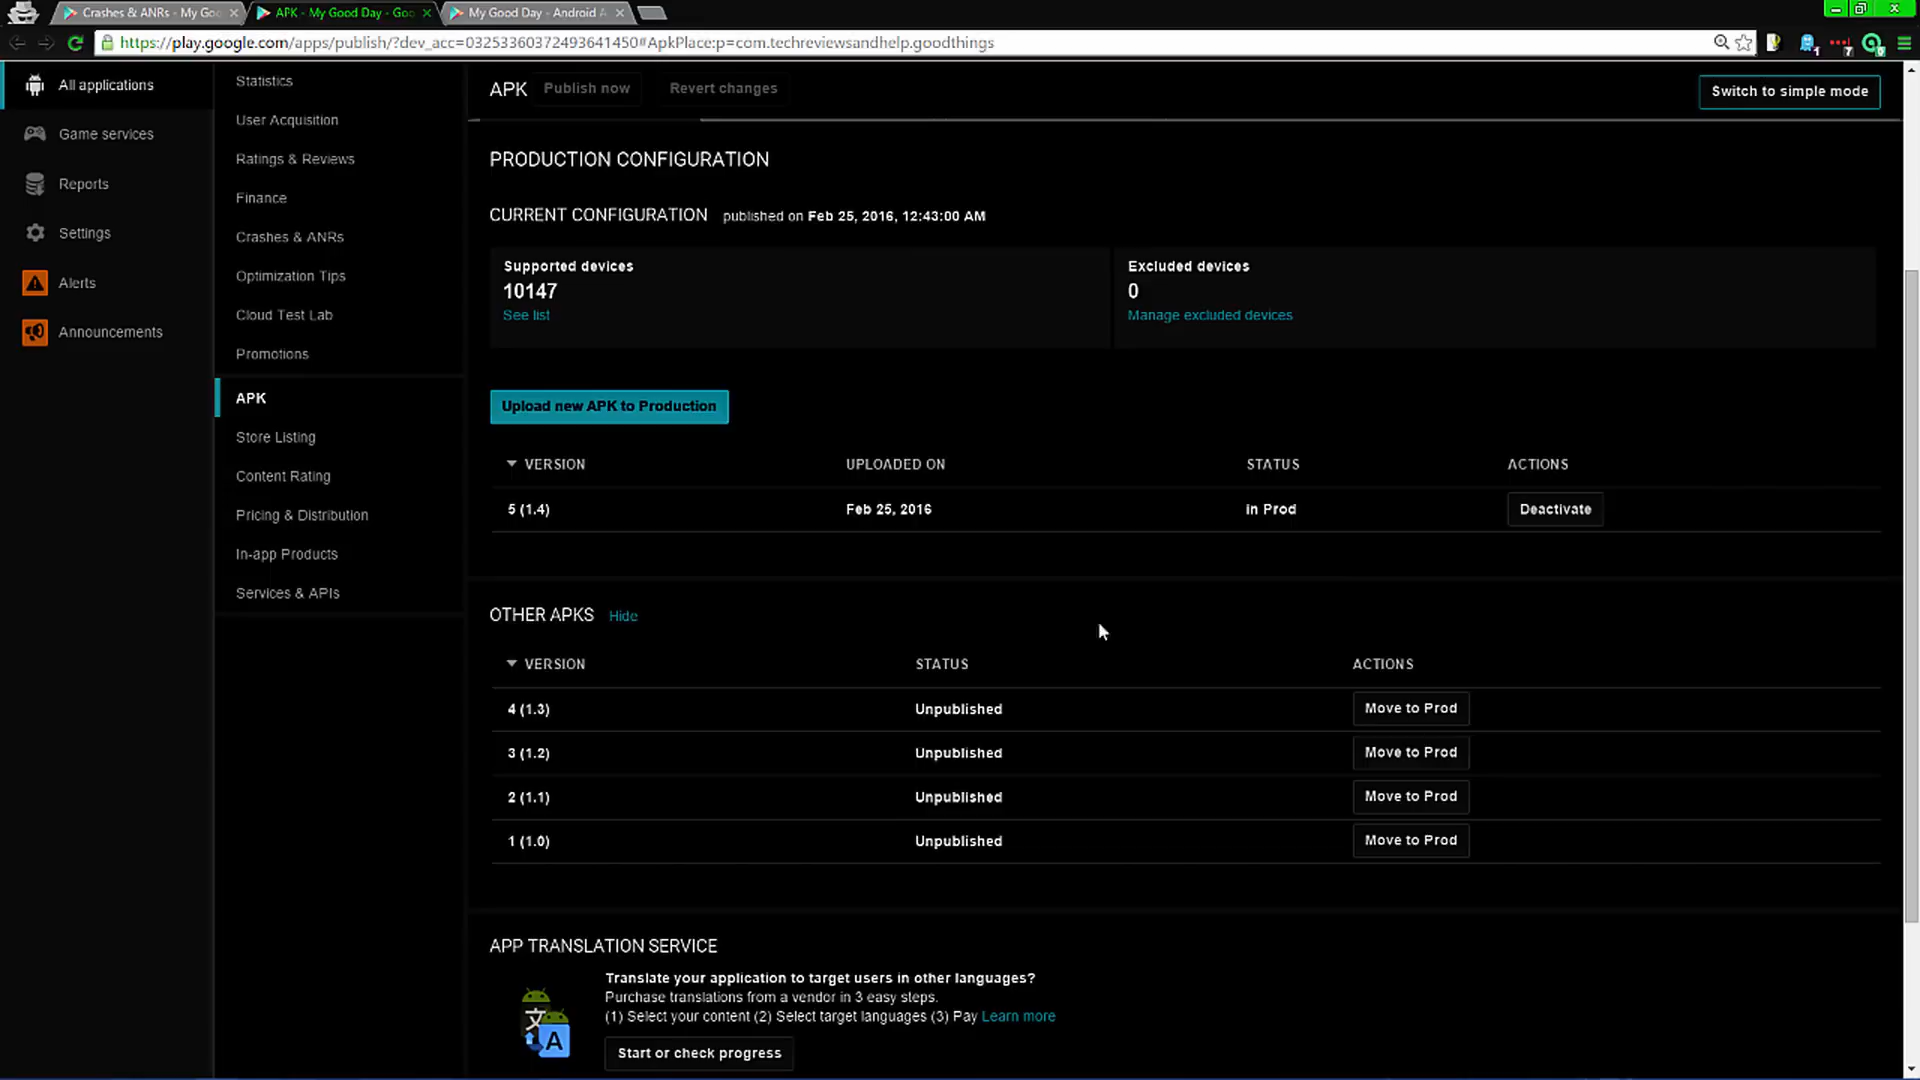 Crashes & ANRs - My Go
APK - My Good Day - Goo
My Good Day - Android A
https://play.google.com/apps/publish/?dev_acc=03253360372493641450#ApkPlace:p=com.techreviewsandhelp.goodthings
All applications
Game services
Reports
Settings
Alerts
Announcements
Statistics
User Acquisition
Ratings & Reviews
Finance
Crashes & ANRs
Optimization Tips
Cloud Test Lab
Promotions
APK
Store Listing
Content Rating
Pricing & Distribution
In-app Products
Services & APIs
APK Publish now Revert changes
Switch to simple mode
PRODUCTION CONFIGURATION
CURRENT CONFIGURATION published on Feb 25, 2016, 12:43:00 AM
Supported devices
10147
See list
Excluded devices
0
Manage excluded devices
Upload new APK to Production
VERSION UPLOADED ON STATUS ACTIONS
5 (1.4) Feb 25, 2016 in Prod Deactivate
OTHER APKS Hide
VERSION STATUS ACTIONS
4 (1.3) Unpublished Move to Prod
3 (1.2) Unpublished Move to Prod
2 (1.1) Unpublished Move to Prod
1 (1.0) Unpublished Move to Prod
APP TRANSLATION SERVICE
文
A
Translate your application to target users in other languages?
Purchase translations from a vendor in 3 easy steps.
(1) Select your content (2) Select target languages (3) Pay Learn more
Start or check progress